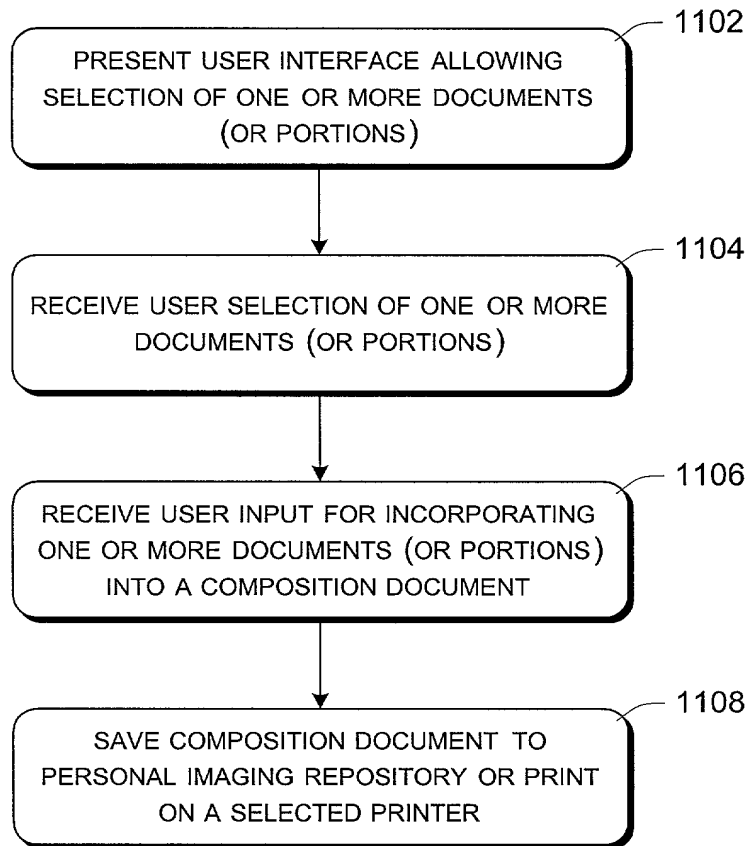 1102
PRESENT USER INTERFACE ALLOWING
SELECTION OF ONE OR MORE DOCUMENTS
(OR PORTIONS)
1104
RECEIVE USER SELECTION OF ONE OR MORE
DOCUMENTS (OR PORTIONS)
1106
RECEIVE USER INPUT FOR INCORPORATING
ONE OR MORE DOCUMENTS (OR PORTIONS)
INTO A COMPOSITION DOCUMENT
1108
SAVE COMPOSITION DOCUMENT TO
PERSONAL IMAGING REPOSITORY OR PRINT
ON A SELECTED PRINTER